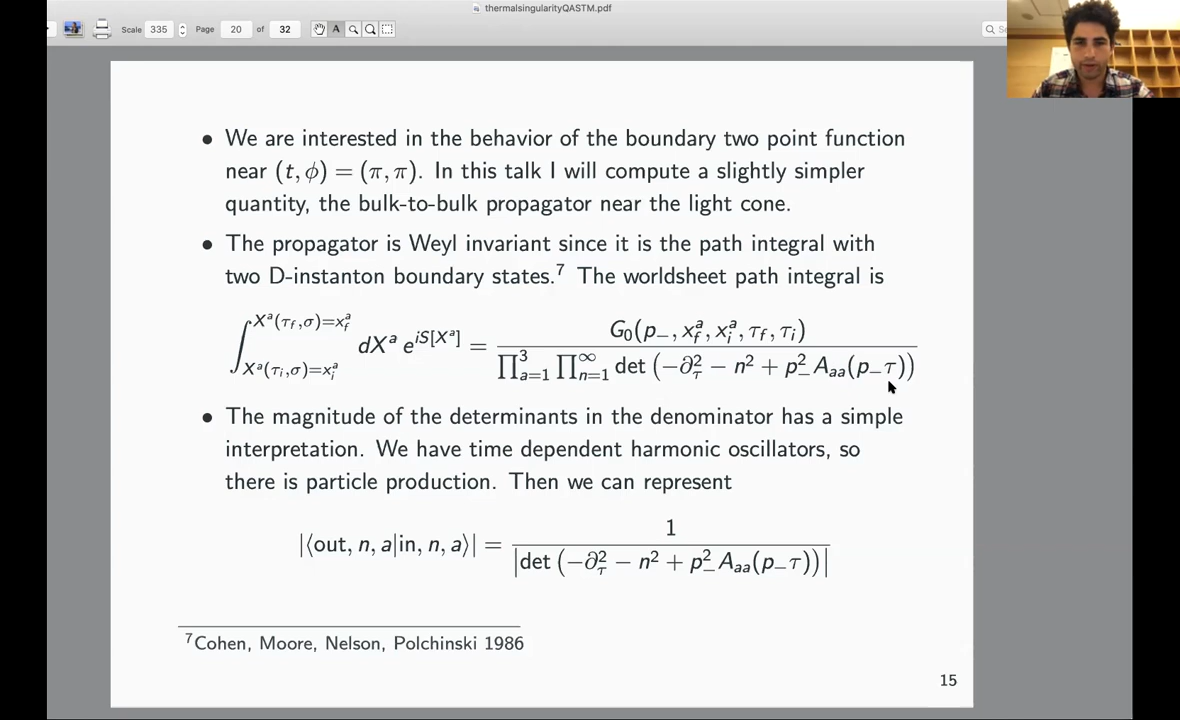 thermalsingularityQASTM.pdf
Scale 335 Page 20 of 32
• We are interested in the behavior of the boundary two point function
near (t, ϕ) = (π, π). In this talk I will compute a slightly simpler
quantity, the bulk-to-bulk propagator near the light cone.
• The propagator is Weyl invariant since it is the path integral with
two D-instanton boundary states.⁷ The worldsheet path integral is
∫_{X^a(τ_i,σ)=x_i^a}^{X^a(τ_f,σ)=x_f^a} dX^a e^{iS[X^a]} = G_0(p_−, x_f^a, x_i^a, τ_f, τ_i) / ∏_{a=1}^{3} ∏_{n=1}^{∞} det (−∂_τ^2 − n^2 + p_−^2 A_{aa}(p_−τ))
• The magnitude of the determinants in the denominator has a simple
interpretation. We have time dependent harmonic oscillators, so
there is particle production. Then we can represent
|⟨out, n, a|in, n, a⟩| = 1 / |det (−∂_τ^2 − n^2 + p_−^2 A_{aa}(p_−τ))|
⁷Cohen, Moore, Nelson, Polchinski 1986
15